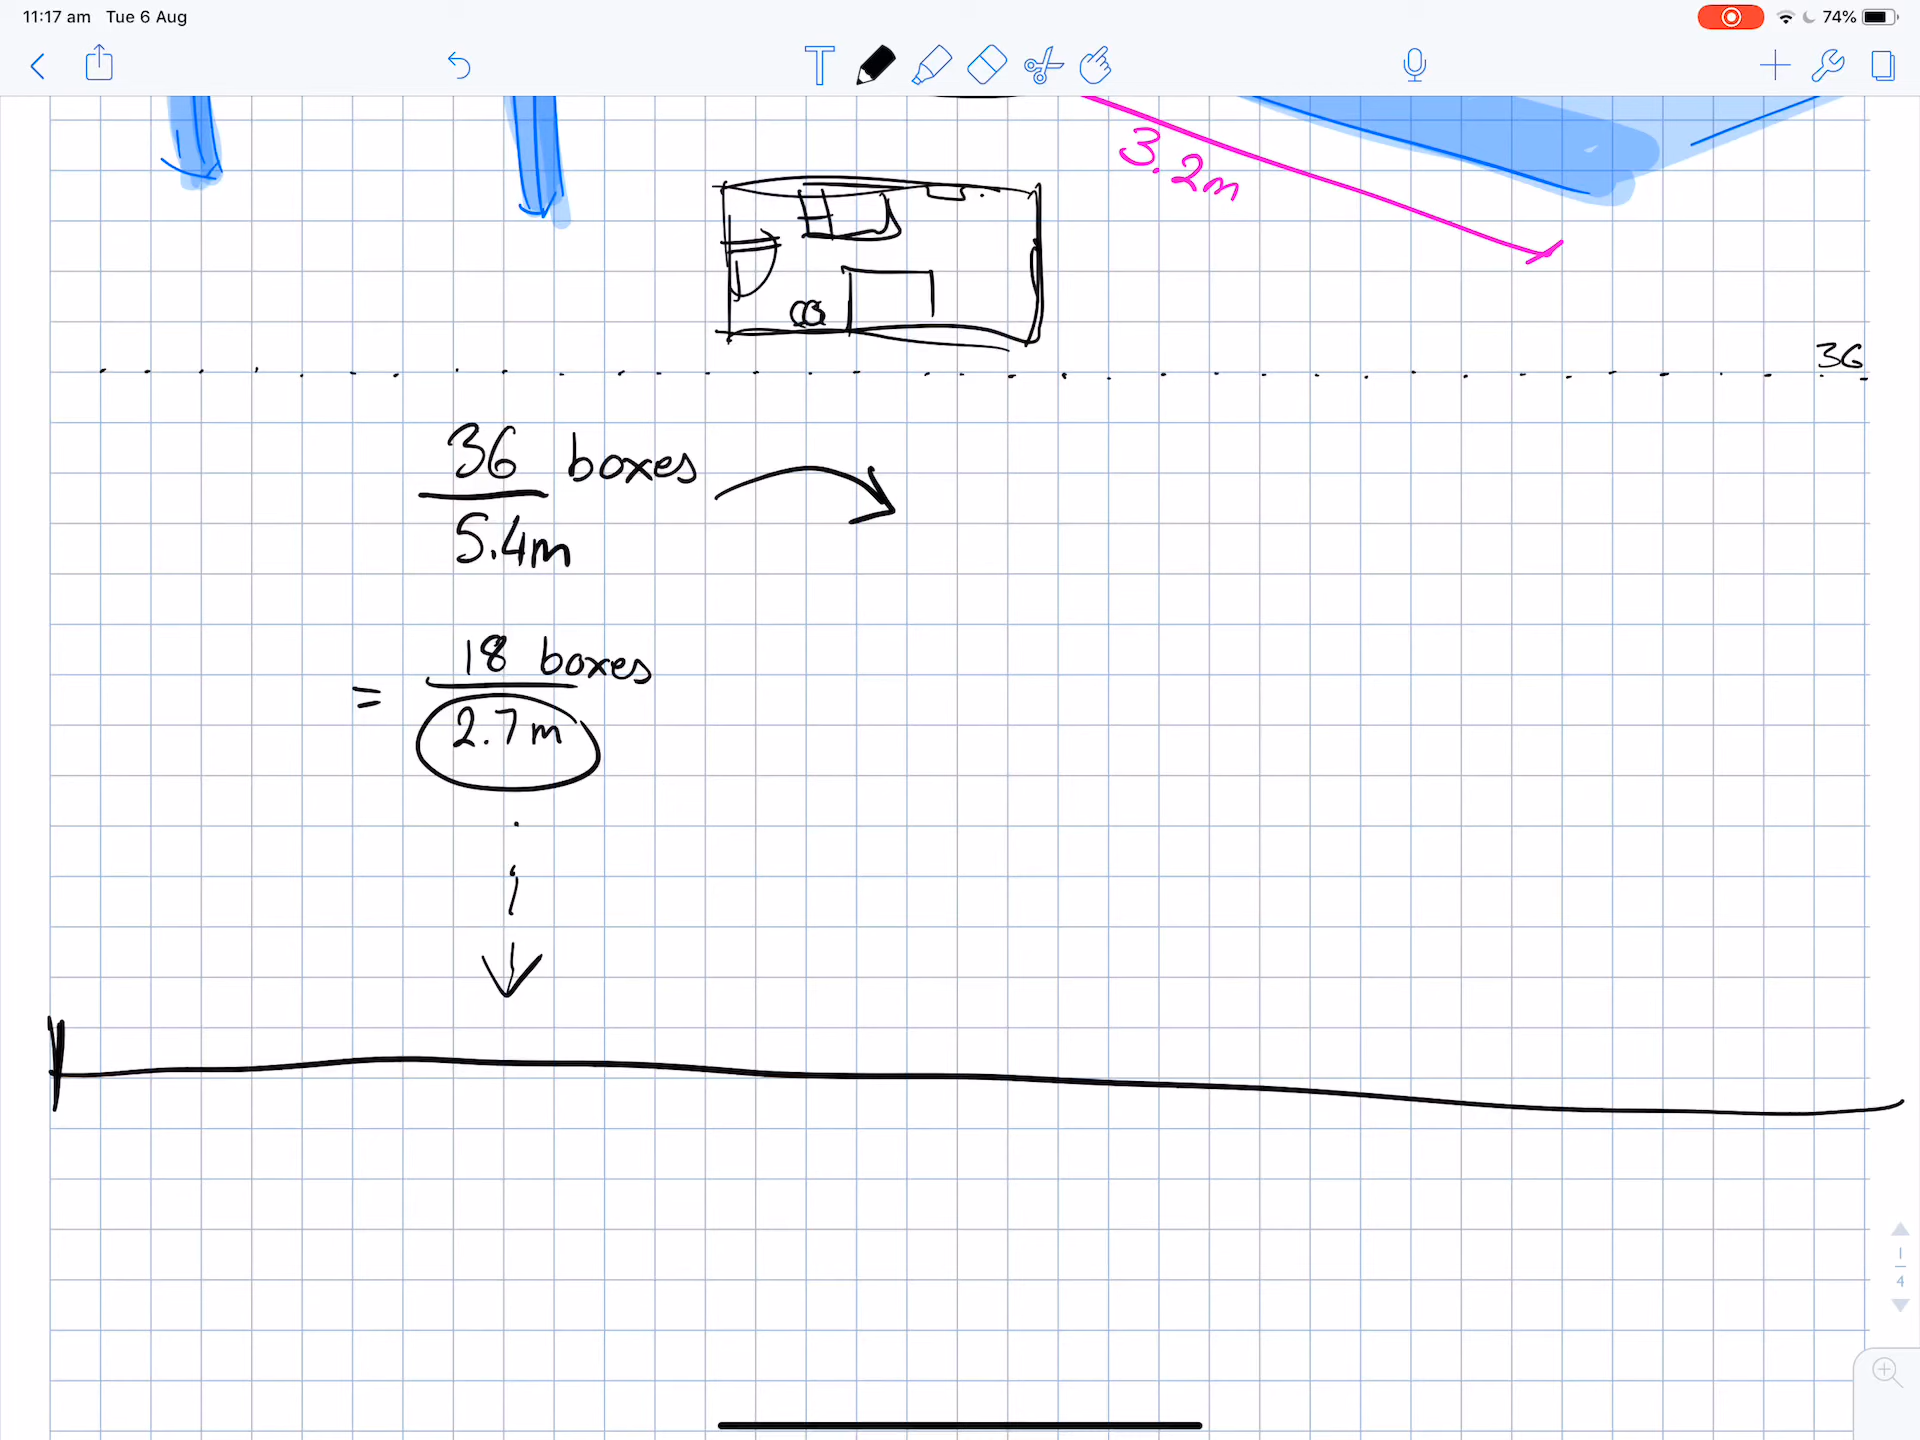 11:17 am Tue 6 Aug
74%
T
3.2m
36
36 boxes
5.4m
= 18 boxes
2.7m
1
4